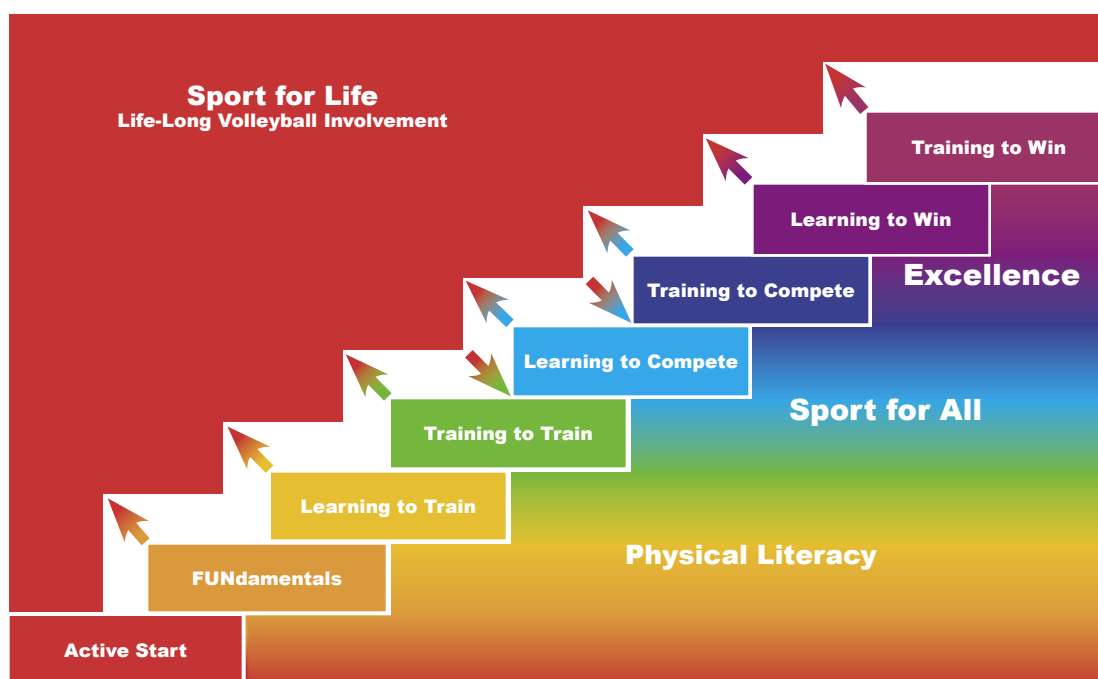 Sport for Life
Life-Long Volleyball Involvement
Training to Win
Learning to Win
Excellence
Training to Compete
Learning to Compete
Sport for All
Training to Train
Learning to Train
Physical Literacy
FUNdamentals
Active Start